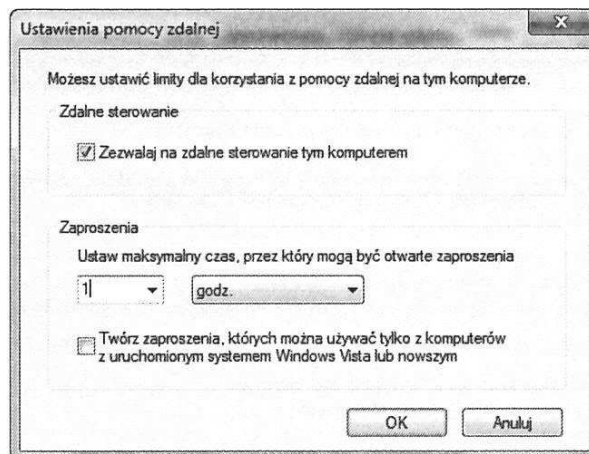 Ustawienia pomocy zdalnej
Możesz ustawić limity dla korzystania z pomocy zdalnej na tym komputerze.
Zdalne sterowanie
Zezwalaj na zdalne sterowanie tym komputerem
Zaproszenia
Ustaw maksymalny czas, przez który mogą być otwarte zaproszenia
1 godz.
Twórz zaproszenia, których można używać tylko z komputerów
z uruchomionym systemem Windows Vista lub nowszym
OK Anuluj